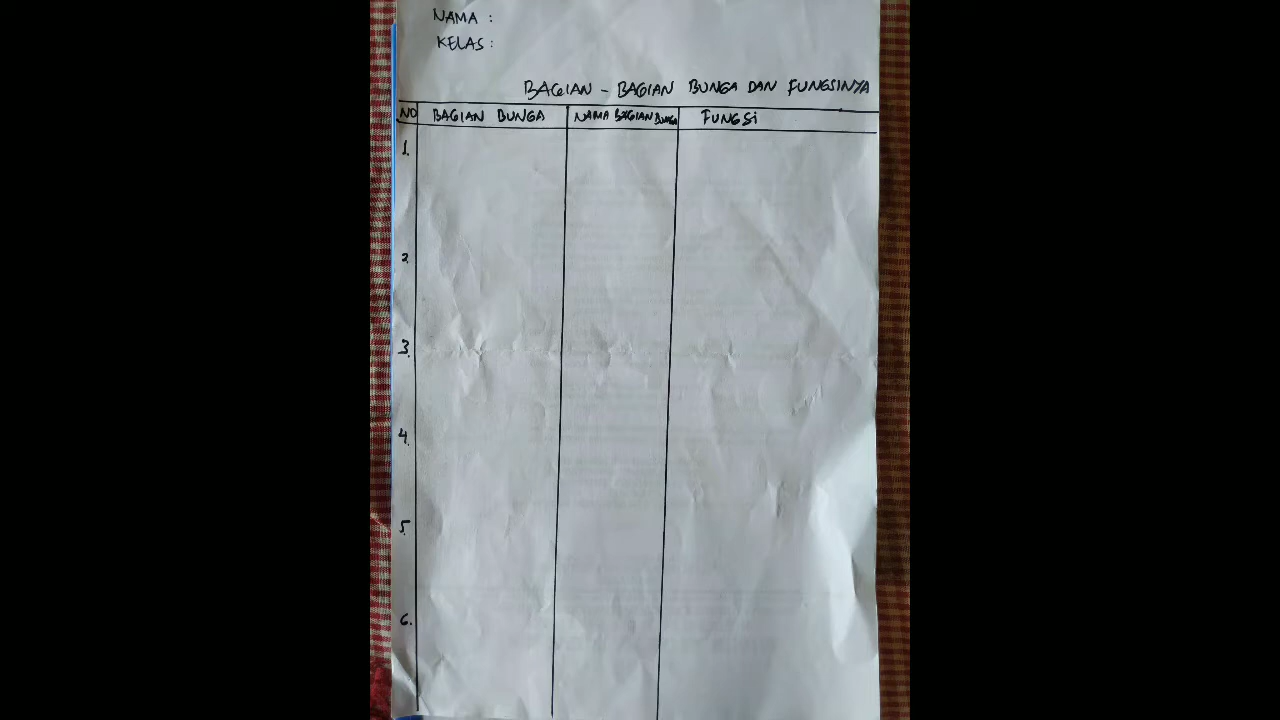 NAMA :
KELAS :
BAGIAN - BAGIAN BUNGA DAN FUNGSINYA
NO BAGIAN BUNGA NAMA BAGIAN BUNGA FUNGSI
1.
2.
3.
4.
5.
6.